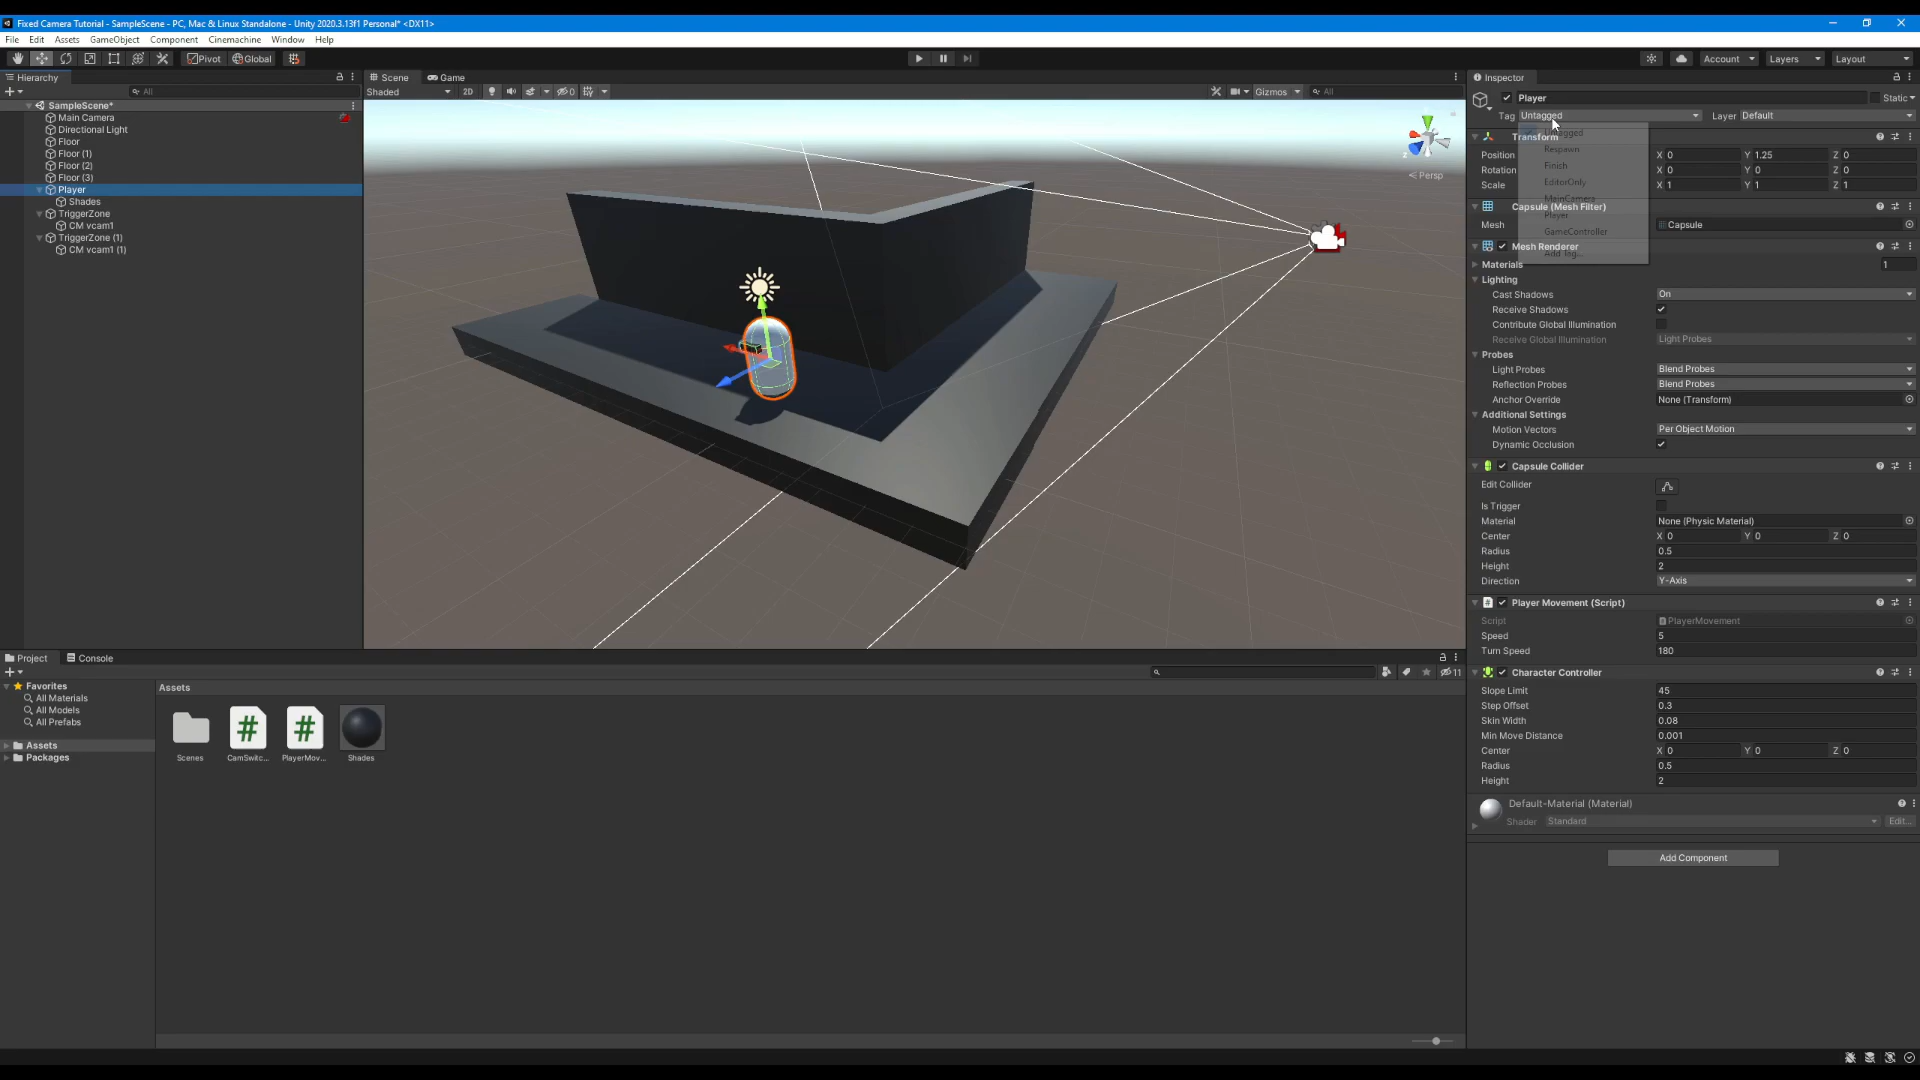 Fixed Camera Tutorial - SampleScene - PC, Mac & Linux Standalone - Unity 2020.3.13f1 Personal* <DX11>
File Edit Assets GameObject Component Cinemachine Window Help
Pivot Global Account Layers Layout
Hierarchy
All
SampleScene*
Main Camera
Directional Light
Floor
Floor (1)
Floor (2)
Floor (3)
Player
Shades
TriggerZone
CM vcam1
TriggerZone (1)
CM vcam1 (1)
Scene Game
Shaded 2D 0 Gizmos All
Persp
Z
Inspector
Player Static
Tag Untagged Layer Default
Untagged
Respawn
Finish
EditorOnly
MainCamera
Player
GameController
Add Tag...
Transform
Position X 0 Y 1.25 Z 0
Rotation X 0 Y 0 Z 0
Scale X 1 Y 1 Z 1
Capsule (Mesh Filter)
Mesh Capsule
Mesh Renderer
Materials 1
Lighting
Cast Shadows On
Receive Shadows
Contribute Global Illumination
Receive Global Illumination Light Probes
Probes
Light Probes Blend Probes
Reflection Probes Blend Probes
Anchor Override None (Transform)
Additional Settings
Motion Vectors Per Object Motion
Dynamic Occlusion
Capsule Collider
Edit Collider
Is Trigger
Material None (Physic Material)
Center X 0 Y 0 Z 0
Radius 0.5
Height 2
Direction Y-Axis
Player Movement (Script)
Script PlayerMovement
Speed 5
Turn Speed 180
Character Controller
Slope Limit 45
Step Offset 0.3
Skin Width 0.08
Min Move Distance 0.001
Center X 0 Y 0 Z 0
Radius 0.5
Height 2
Default-Material (Material)
Shader Standard Edit...
Add Component
Project Console
11
Favorites
All Materials
All Models
All Prefabs
Assets
Packages
Assets
Scenes CamSwitc... PlayerMov... Shades